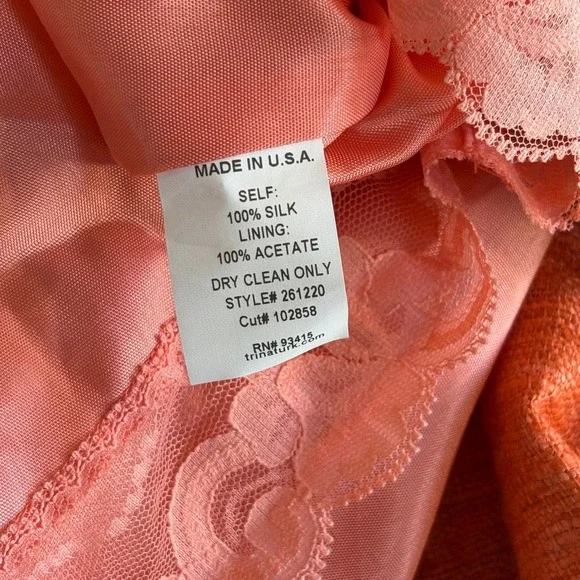 MADE IN U.S.A.
SELF:
100% SILK
LINING:
100% ACETATE
DRY CLEAN ONLY
STYLE# 261220
Cut# 102858
RN# 93415
trinaturk.com